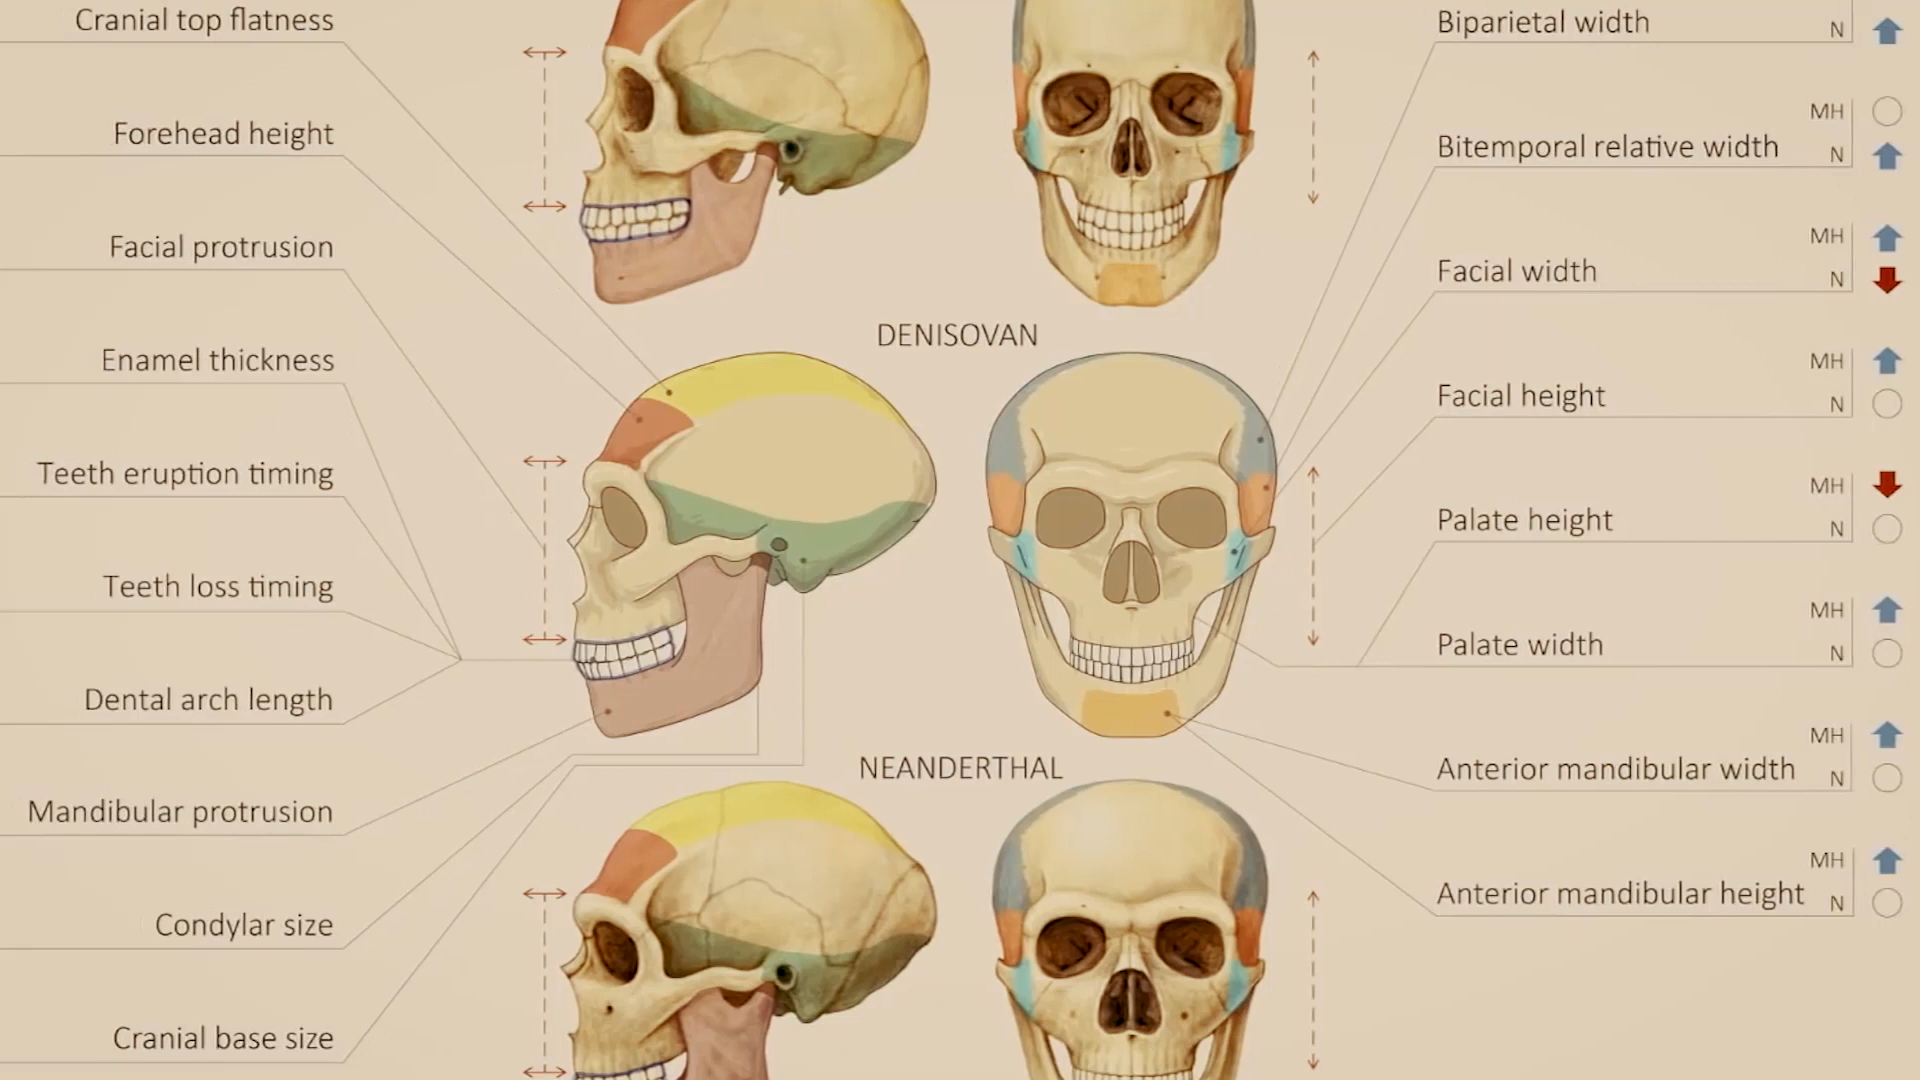 Cranial top flatness
Forehead height
Facial protrusion
Enamel thickness
Teeth eruption timing
Teeth loss timing
Dental arch length
Mandibular protrusion
Condylar size
Cranial base size
DENISOVAN
NEANDERTHAL
Biparietal width N
MH
Bitemporal relative width N
MH
Facial width N
MH
Facial height N
MH
Palate height N
MH
Palate width N
MH
Anterior mandibular width N
MH
Anterior mandibular height N